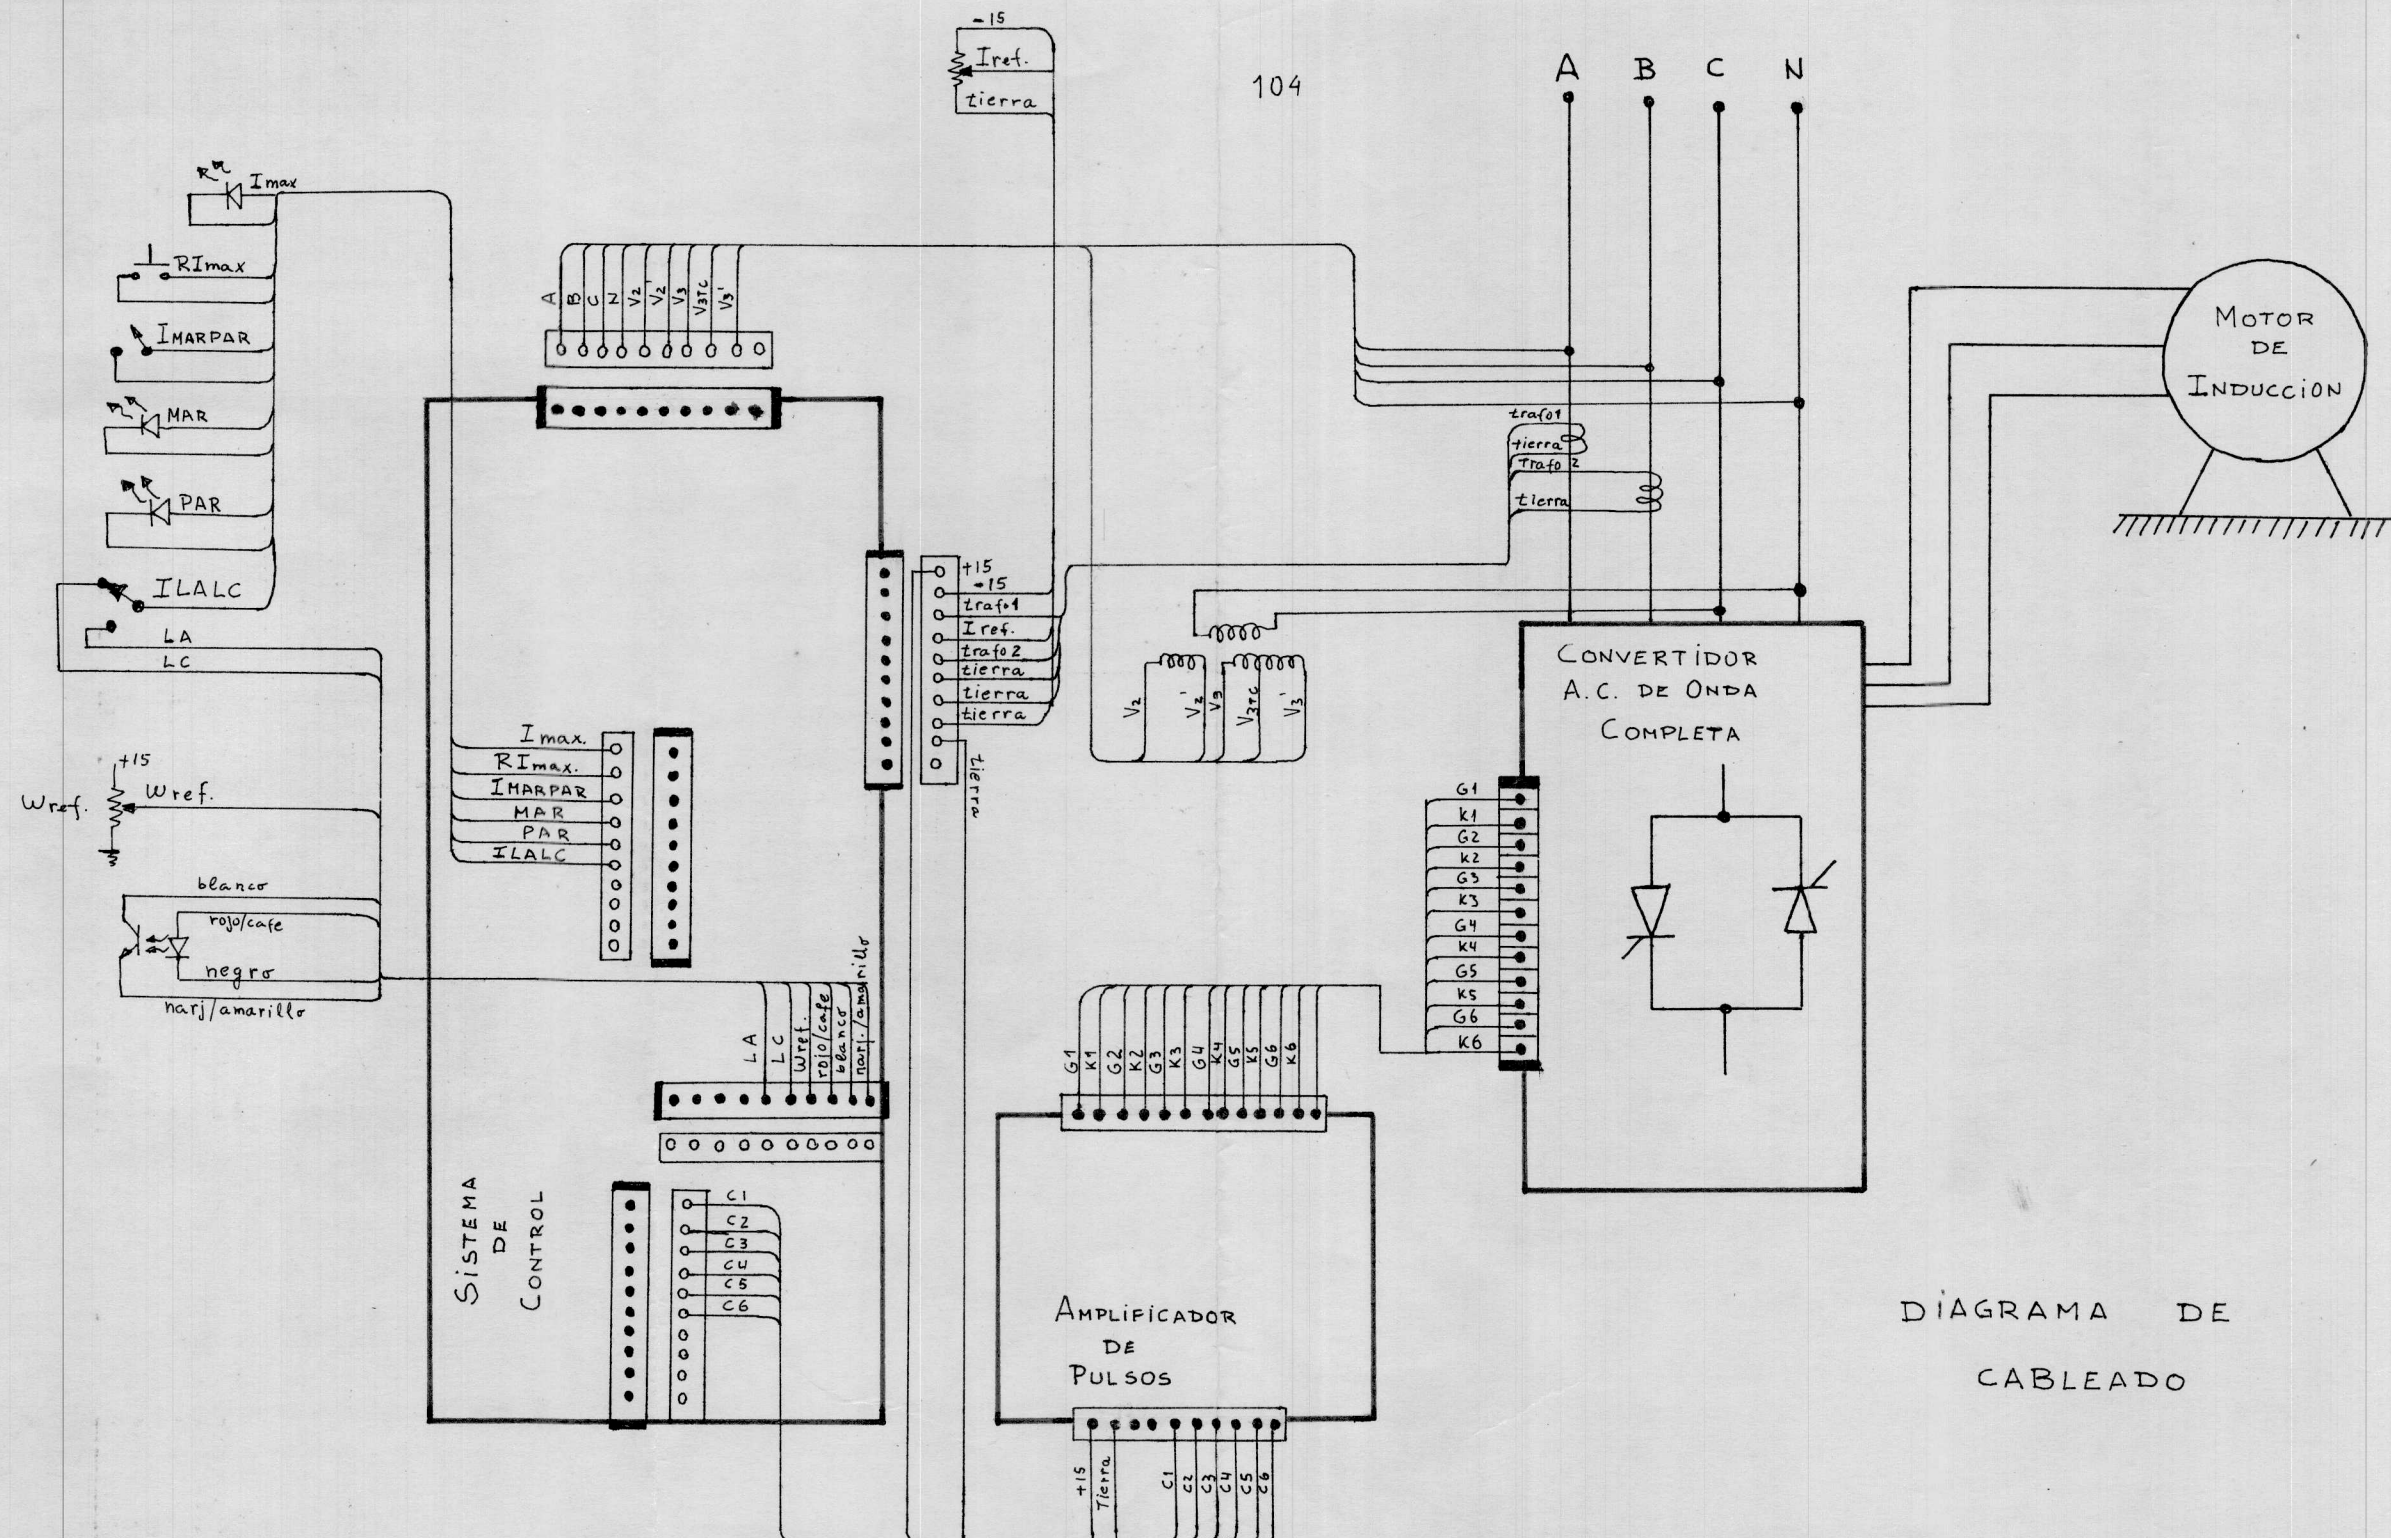 104
-15
Iref.
tierra
A B C N
Imax
RImax
IMARPAR
MAR
PAR
ILALC
LA
LC
+15
Wref.
Wref.
blanco
rojo/cafe
negro
narj/amarillo
A
B
C
N
V2
V2'
V3
V3TC
V3'
+15
-15
trafo1
Iref.
trafo2
tierra
tierra
tierra
tierra
trafo1
tierra
Trafo 2
tierra
V2
V2'
V3
V3TC
V3'
MOTOR
DE
INDUCCION
CONVERTIDOR
A.C. DE ONDA
COMPLETA
Imax.
RImax.
IMARPAR
MAR
PAR
ILALC
LA
LC
Wref.
rojo/cafe
blanco
narj./amarillo
G1
K1
G2
K2
G3
K3
G4
K4
G5
K5
G6
K6
G1
K1
G2
K2
G3
K3
G4
K4
G5
K5
G6
K6
SISTEMA
DE
CONTROL
C1
C2
C3
C4
C5
C6
AMPLIFICADOR
DE
PULSOS
+15
Tierra
C1
C2
C3
C4
C5
C6
DIAGRAMA DE
CABLEADO